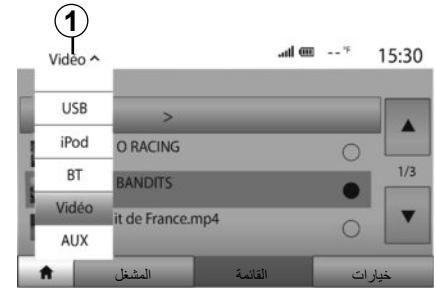 1
Vidéo ^ --°F 15:30
USB
>
iPod
O RACING
BT
1/3
BANDITS
Vidéo
it de France.mp4
AUX
المشغل القائمة خيارات